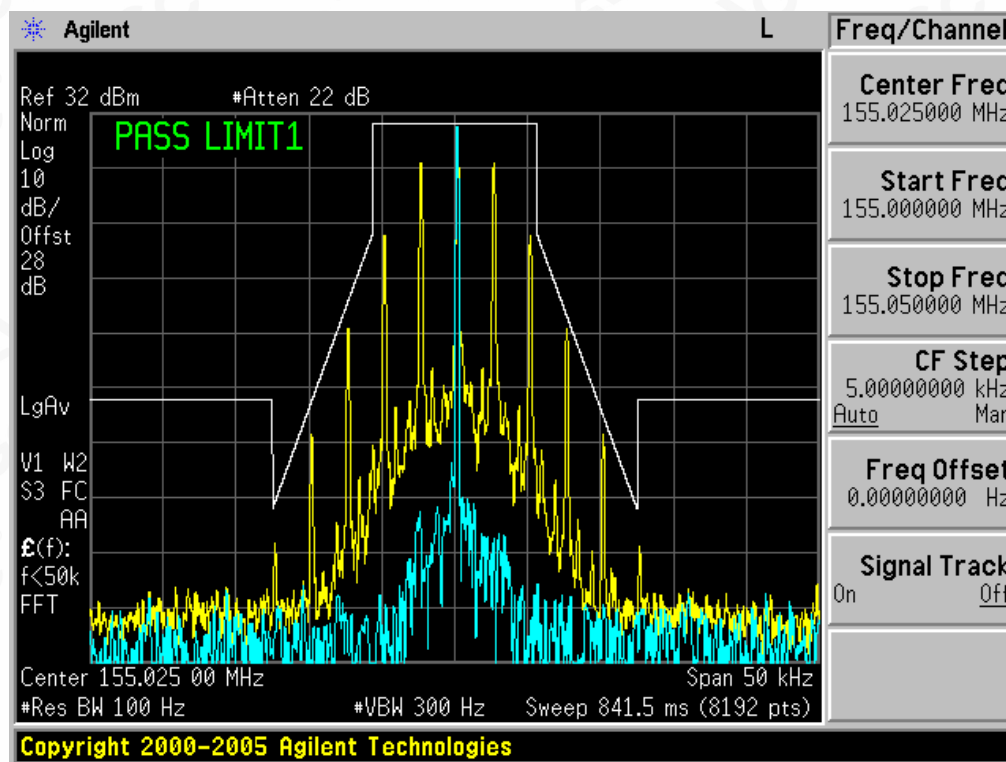 Agilent
L
Freq/Channel
Ref 32 dBm #Atten 22 dB
Norm
Log
10
dB/
Offst
28
dB
PASS LIMIT1
LgAv
V1 W2
S3 FC
AA
£(f):
f<50k
FFT
Center 155.025 00 MHz Span 50 kHz
#Res BW 100 Hz #VBW 300 Hz Sweep 841.5 ms (8192 pts)
Copyright 2000-2005 Agilent Technologies
Center Freq
155.025000 MHz
Start Freq
155.000000 MHz
Stop Freq
155.050000 MHz
CF Step
5.00000000 kHz
Auto Man
Freq Offset
0.00000000 Hz
Signal Track
On Off